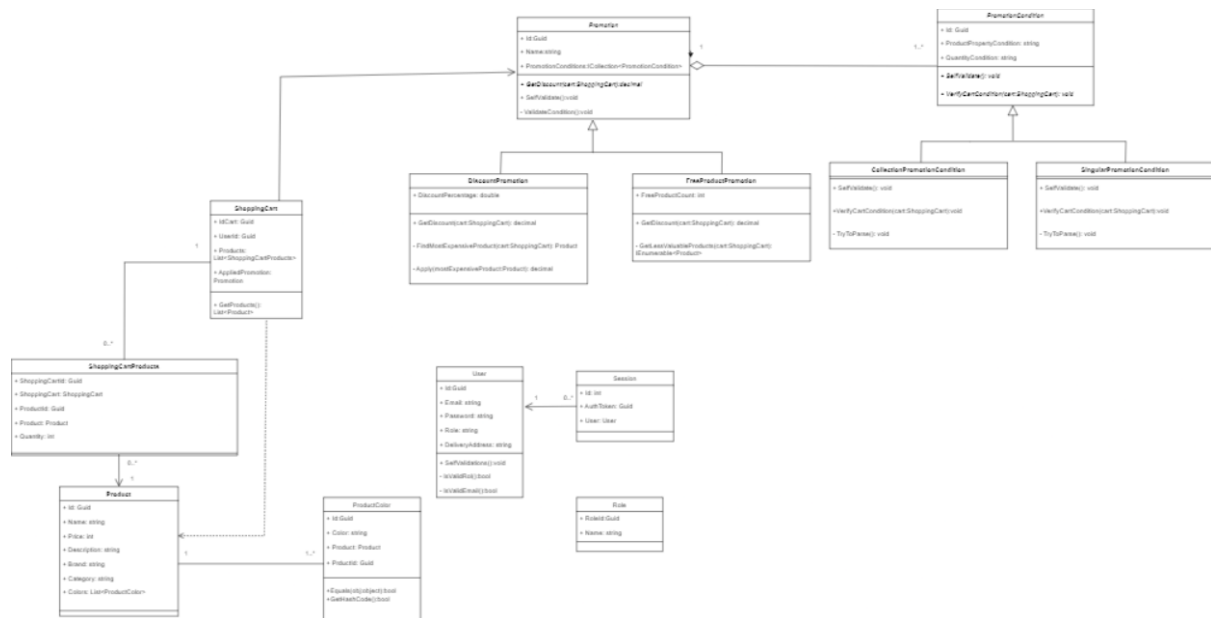 Promotion
+ Id:Guid
+ Name:string
+ PromotionConditions:ICollection<PromotionCondition>
+ GetDiscount(cart:ShoppingCart):decimal
+ SelfValidate():void
- ValidateCondition():void
1
1..*
PromotionCondition
+ Id: Guid
+ ProductPropertyCondition: string
+ QuantityCondition: string
+ SelfValidate(): void
+ VerifyCartCondition(cart:ShoppingCart): void
DiscountPromotion
+ DiscountPercentage: double
+ GetDiscount(cart:ShoppingCart): decimal
- FindMostExpensiveProduct(cart:ShoppingCart): Product
- Apply(mostExpensiveProduct:Product): decimal
FreeProductPromotion
+ FreeProductCount: int
+ GetDiscount(cart:ShoppingCart): decimal
- GetLessValuableProducts(cart:ShoppingCart):
IEnumerable<Product>
CollectionPromotionCondition
+ SelfValidate(): void
+VerifyCartCondition(cart:ShoppingCart):void
- TryToParse(): void
SingularPromotionCondition
+ SelfValidate(): void
+VerifyCartCondition(cart:ShoppingCart):void
- TryToParse(): void
ShoppingCart
+ IdCart: Guid
+ UserId: Guid
+ Products:
List<ShoppingCartProducts>
+ AppliedPromotion:
Promotion
+ GetProducts():
List<Product>
1
0..*
ShoppingCartProducts
+ ShoppingCartId: Guid
+ ShoppingCart: ShoppingCart
+ ProductId: Guid
+ Product: Product
+ Quantity: int
0..*
Product
+ Id: Guid
+ Name: string
+ Price: int
+ Description: string
+ Brand: string
+ Category: string
+ Colors: List<ProductColor>
1
1..*
ProductColor
+ Id:Guid
+ Color: string
+ Product: Product
+Equals(obj:object):bool
+GetHashCode():bool
User
+ Id:Guid
+ Email: string
+ Password: string
+ Role: string
+ DeliveryAddress: string
+ SelfValidations():void
- IsValidRol():bool
- IsValidEmail():bool
1
0..*
Session
+ Id: int
+ AuthToken: Guid
+ User: User
Role
+ RoleId:Guid
+ Name: string